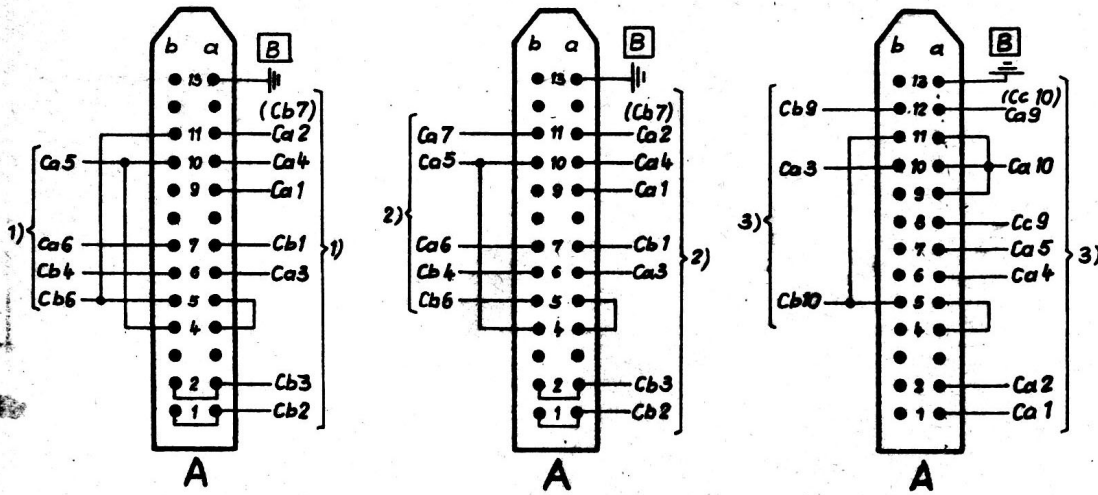 b a B
13
(Cb7)
11 Ca2
Ca5 10 Ca4
9 Ca1
1) 1)
Ca6 7 Cb1
Cb4 6 Ca3
Cb6 5
4
2 Cb3
1 Cb2
A
b a B
13
(Cb7)
Ca7 11 Ca2
Ca5 10 Ca4
9 Ca1
2) 2)
Ca6 7 Cb1
Cb4 6 Ca3
Cb6 5
4
2 Cb3
1 Cb2
A
b a B
13
(Cc10)
Cb9 12 Ca9
11
Ca3 10 Ca10
9
3) 8 Cc9
7 Ca5 3)
6 Ca4
Cb10 5
4
2 Ca2
1 Ca1
A